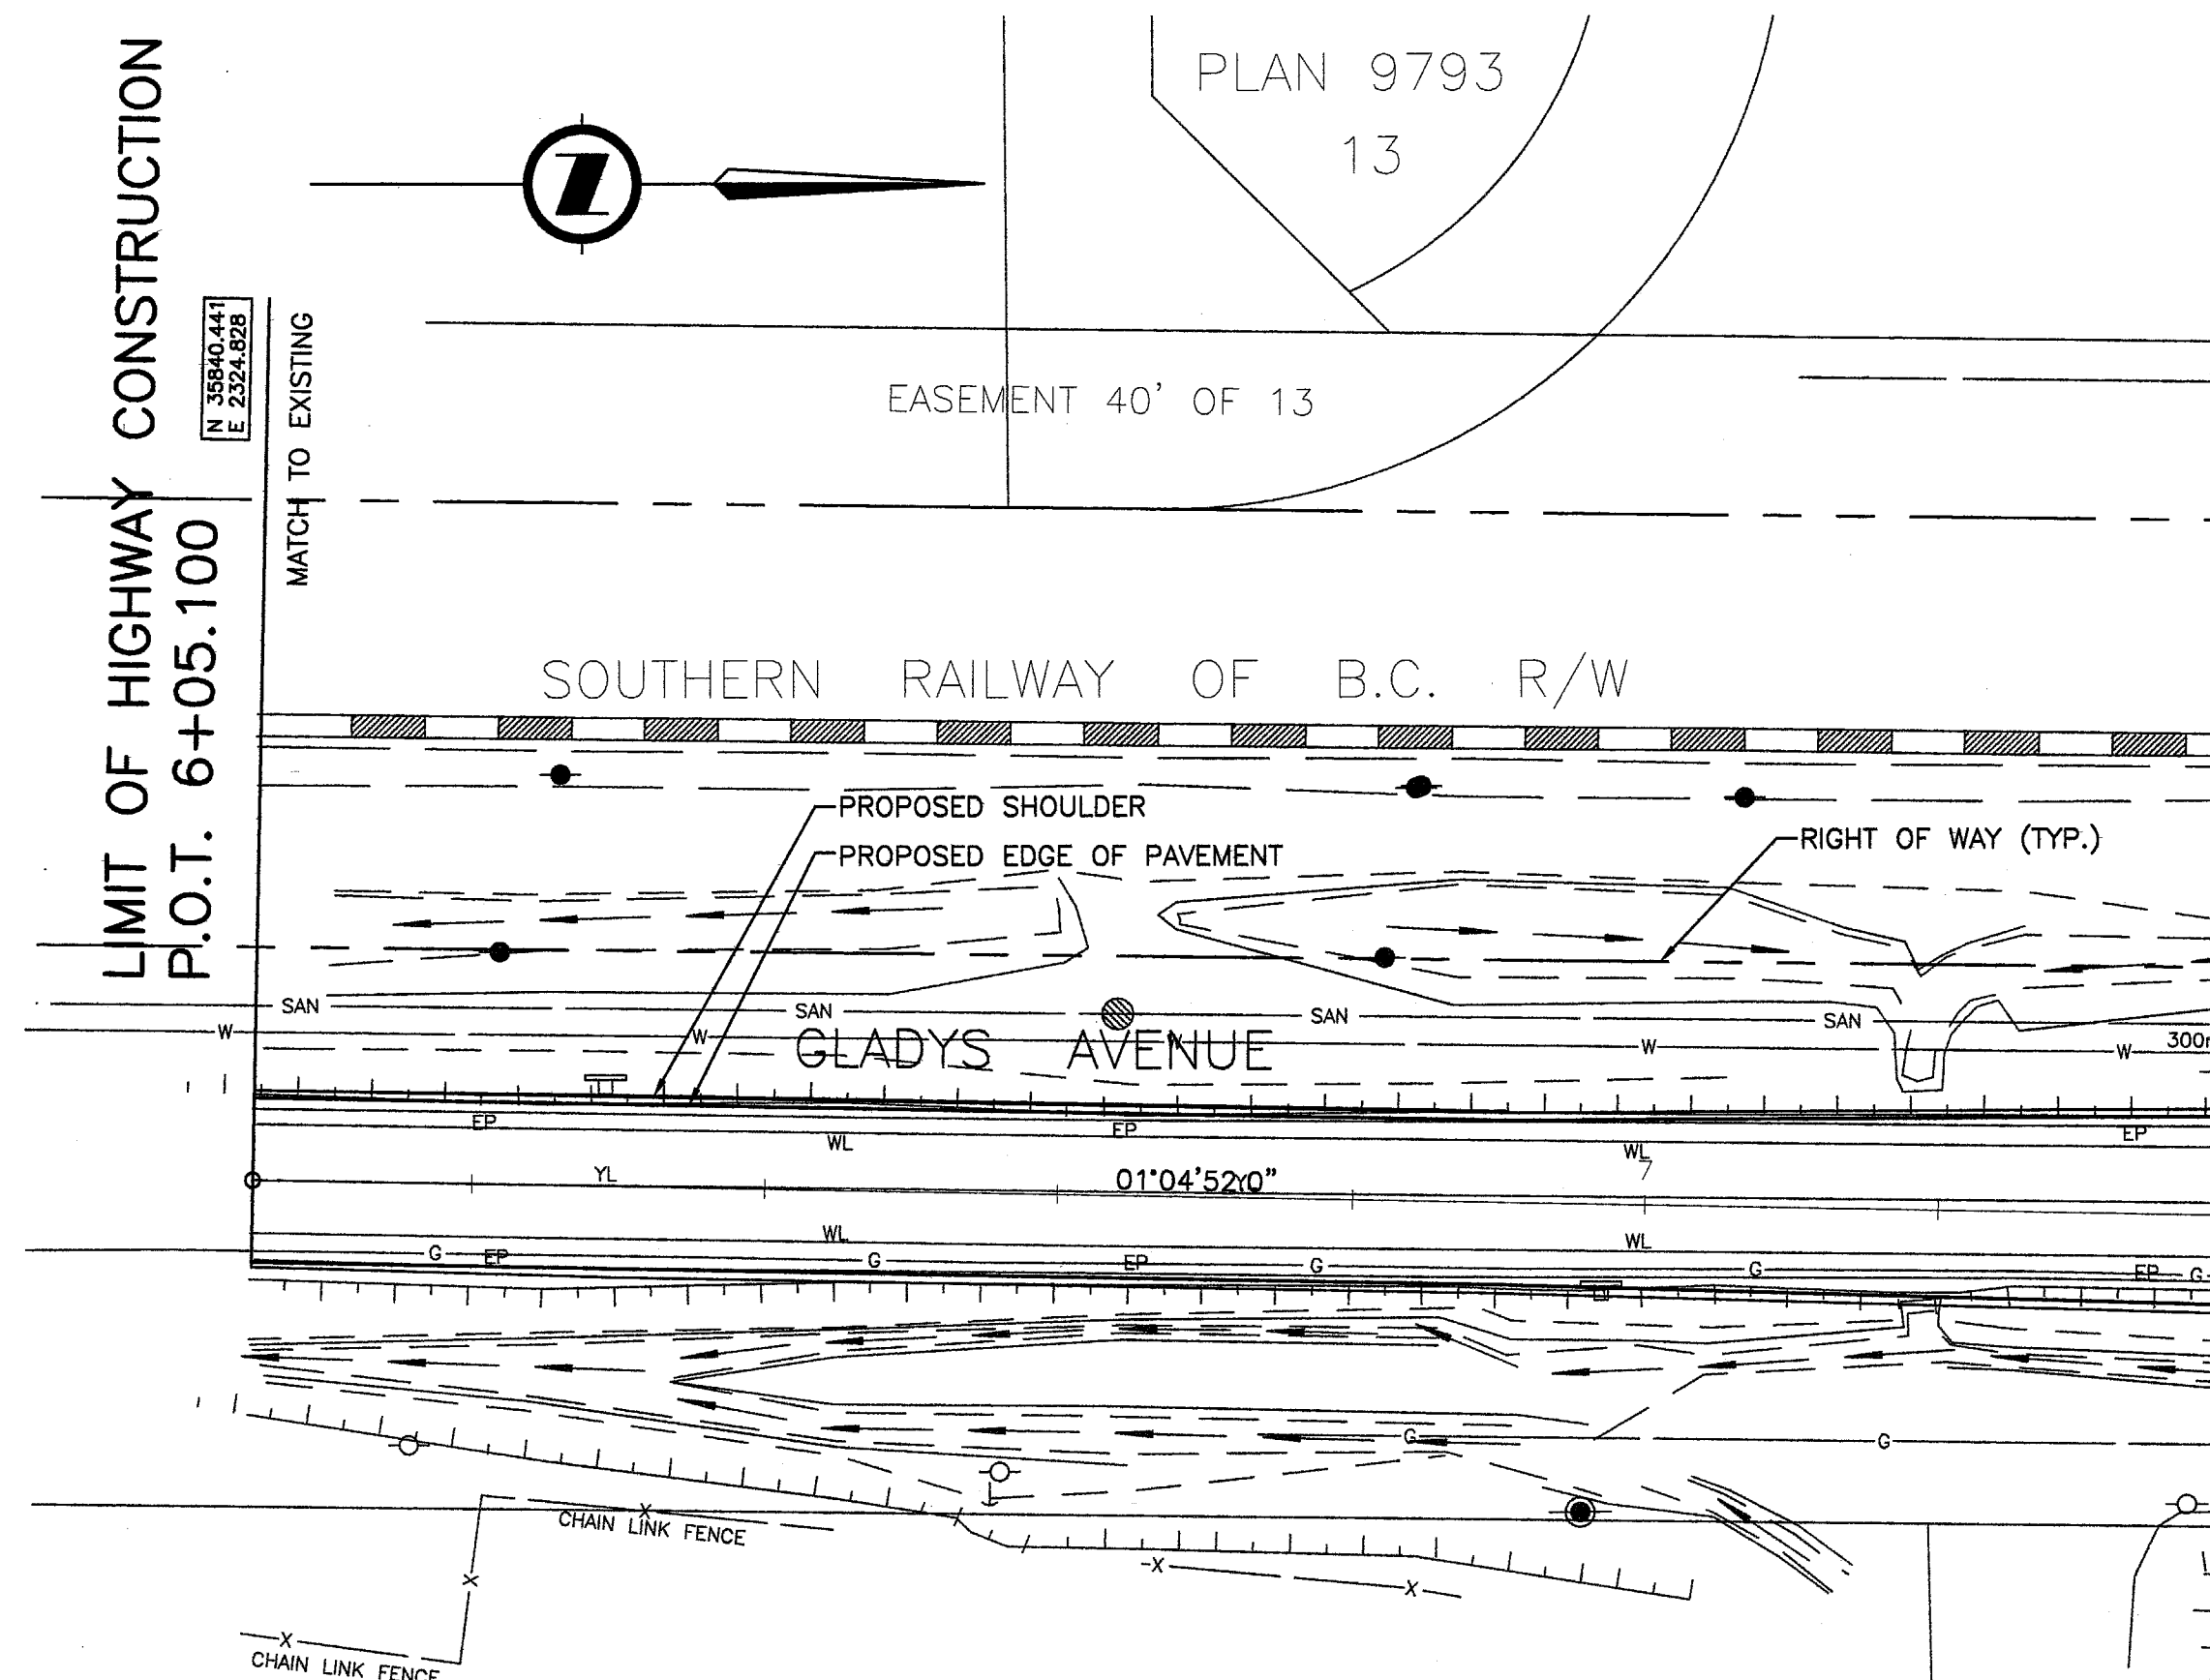 LIMIT OF HIGHWAY CONSTRUCTION
P.O.T. 6+05.100
N 35840.441
E 2324.828
MATCH TO EXISTING
PLAN 9793
13
EASEMENT 40' OF 13
SOUTHERN RAILWAY OF B.C. R/W
PROPOSED SHOULDER
PROPOSED EDGE OF PAVEMENT
RIGHT OF WAY (TYP.)
SAN SAN SAN SAN
W W W W W
GLADYS AVENUE
EP EP EP
WL WL
7
YL
01°04'52
WL WL
G EP G EP G G EP G
G G
X
CHAIN LINK FENCE
X
X X
X
CHAIN LINK FENCE